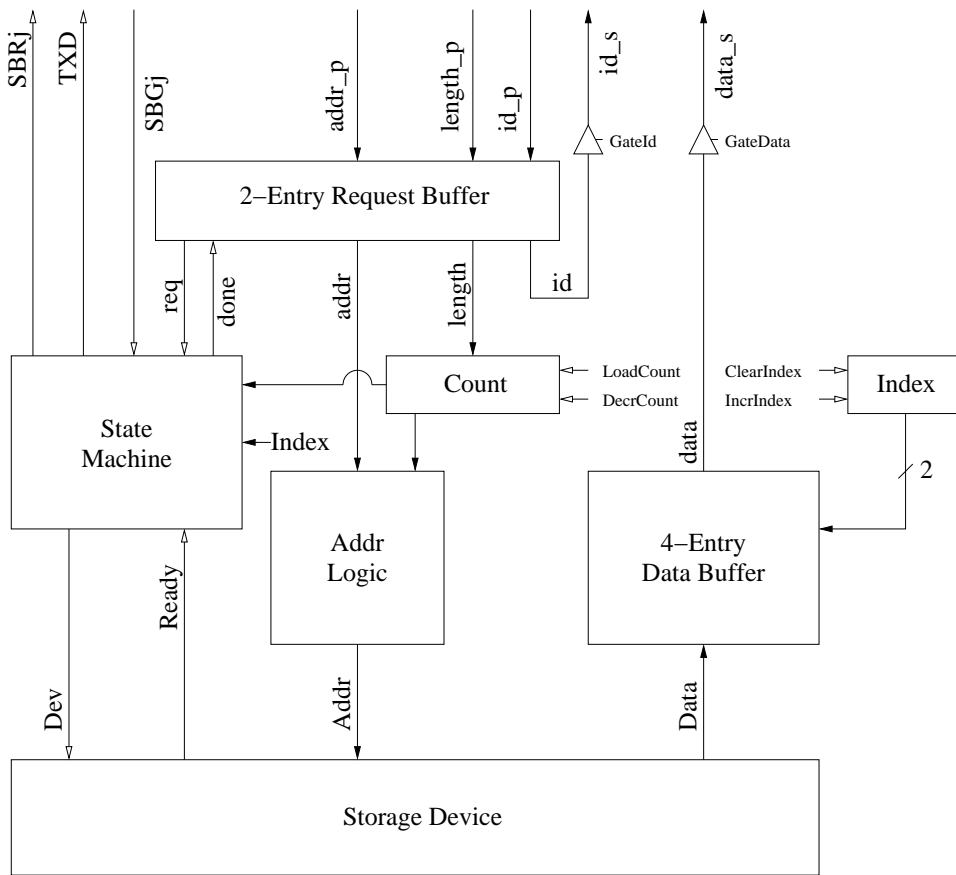 SBRj
TXD
SBGj
addr_p
length_p
id_p
id_s
data_s
GateId
GateData
2−Entry Request Buffer
req
done
addr
length
id
Count
LoadCount
DecrCount
ClearIndex
IncrIndex
Index
State
Machine
Index
data
2
Addr
Logic
4−Entry
Data Buffer
Ready
Dev
Addr
Data
Storage Device